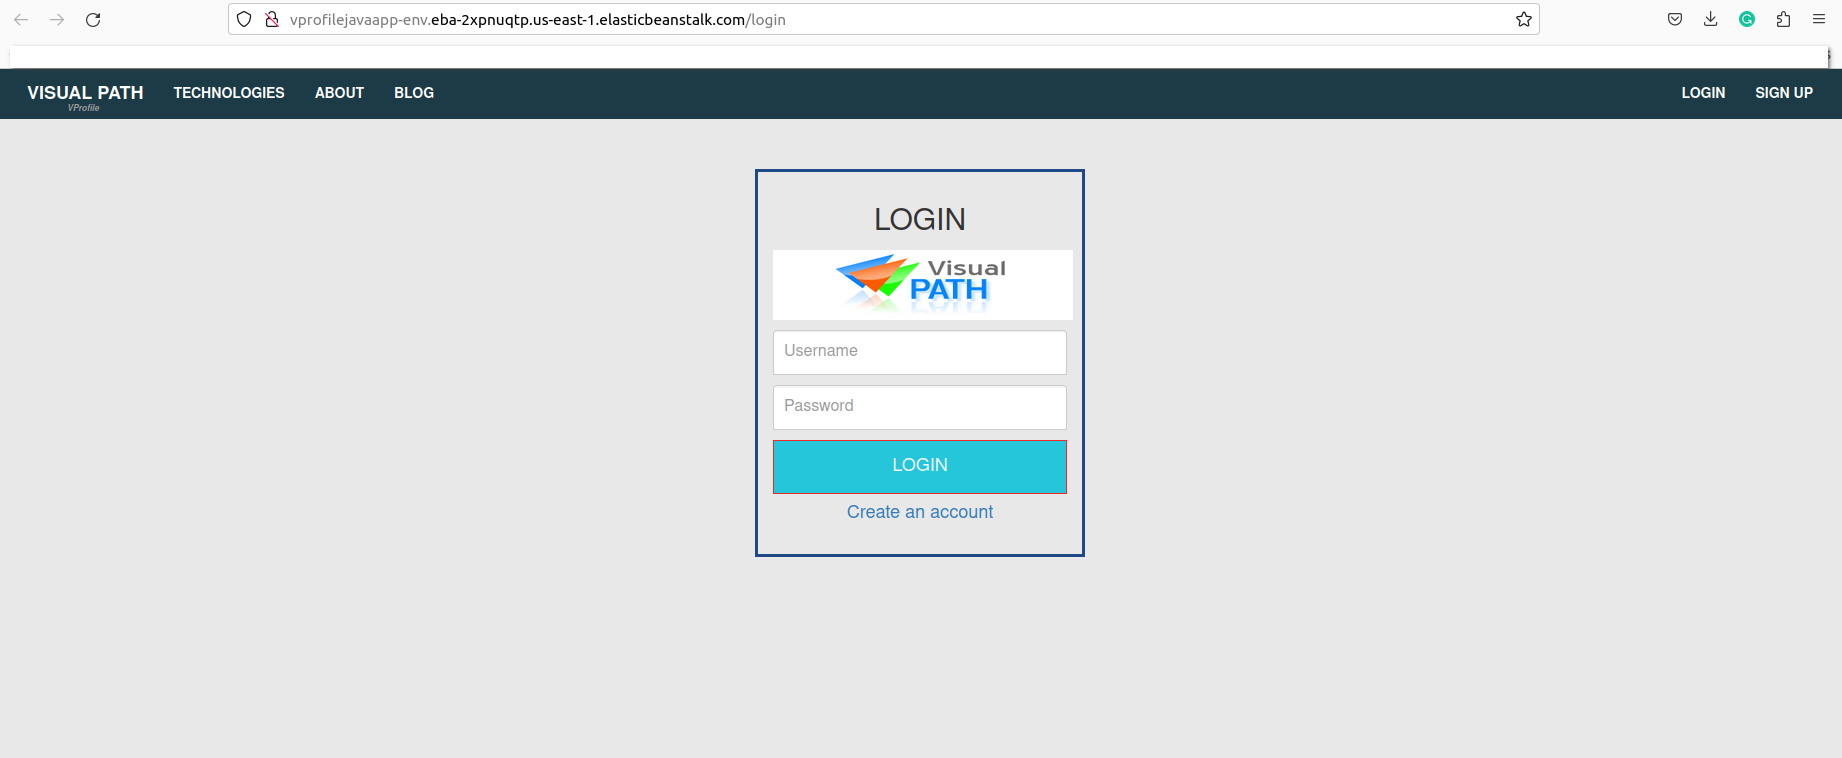 vprofilejavaapp-env.eba-2xpnuqtp.us-east-1.elasticbeanstalk.com/login
VISUAL PATH TECHNOLOGIES ABOUT BLOG LOGIN SIGN UP
VProfile
LOGIN
Visual
PATH
Username
Password
LOGIN
Create an account